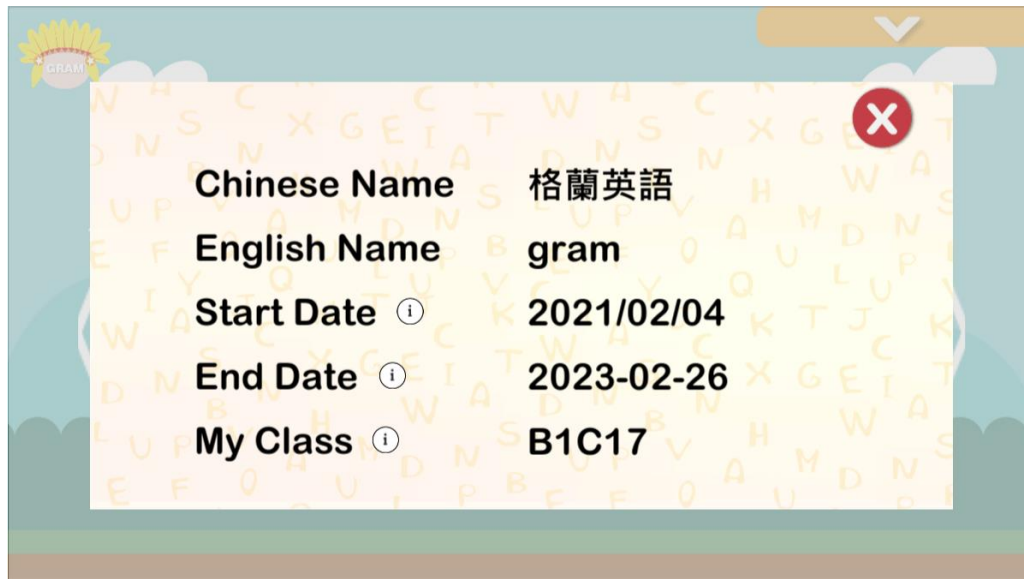 GRAM
Chinese Name 格蘭英語
English Name gram
Start Date i 2021/02/04
End Date i 2023-02-26
My Class i B1C17